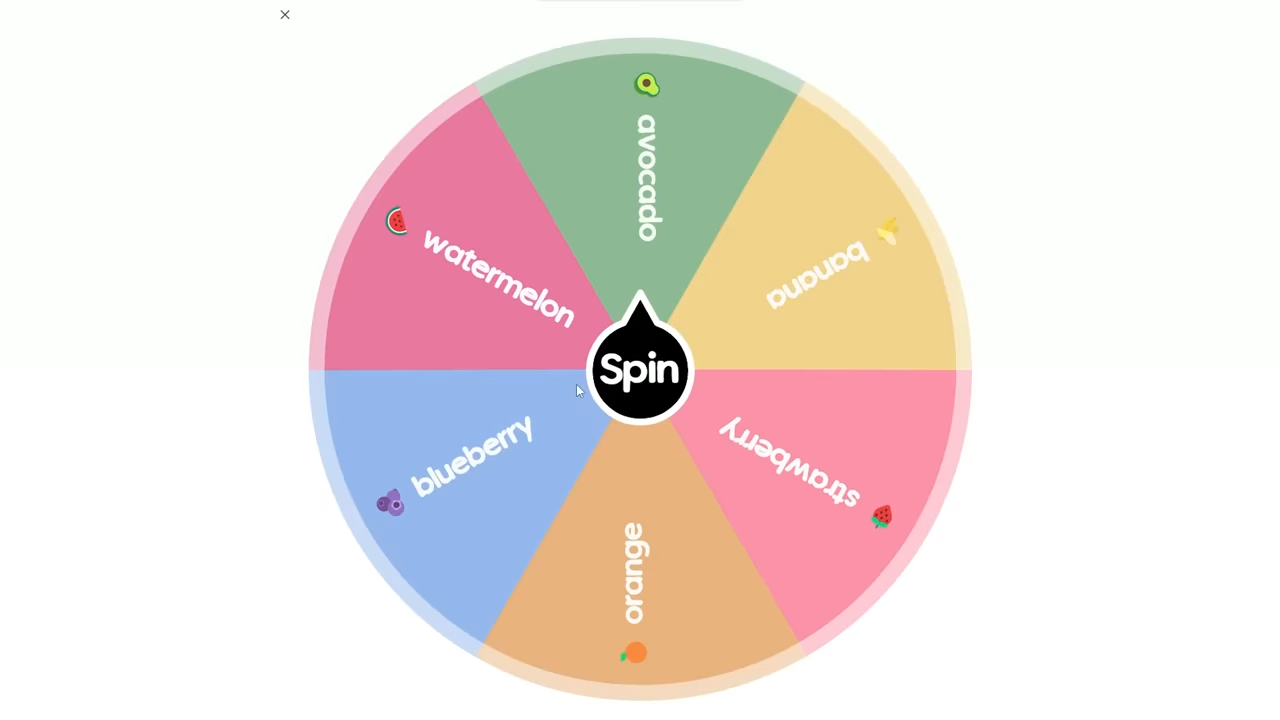 avocado
banana
watermelon
Spin
blueberry
strawberry
orange